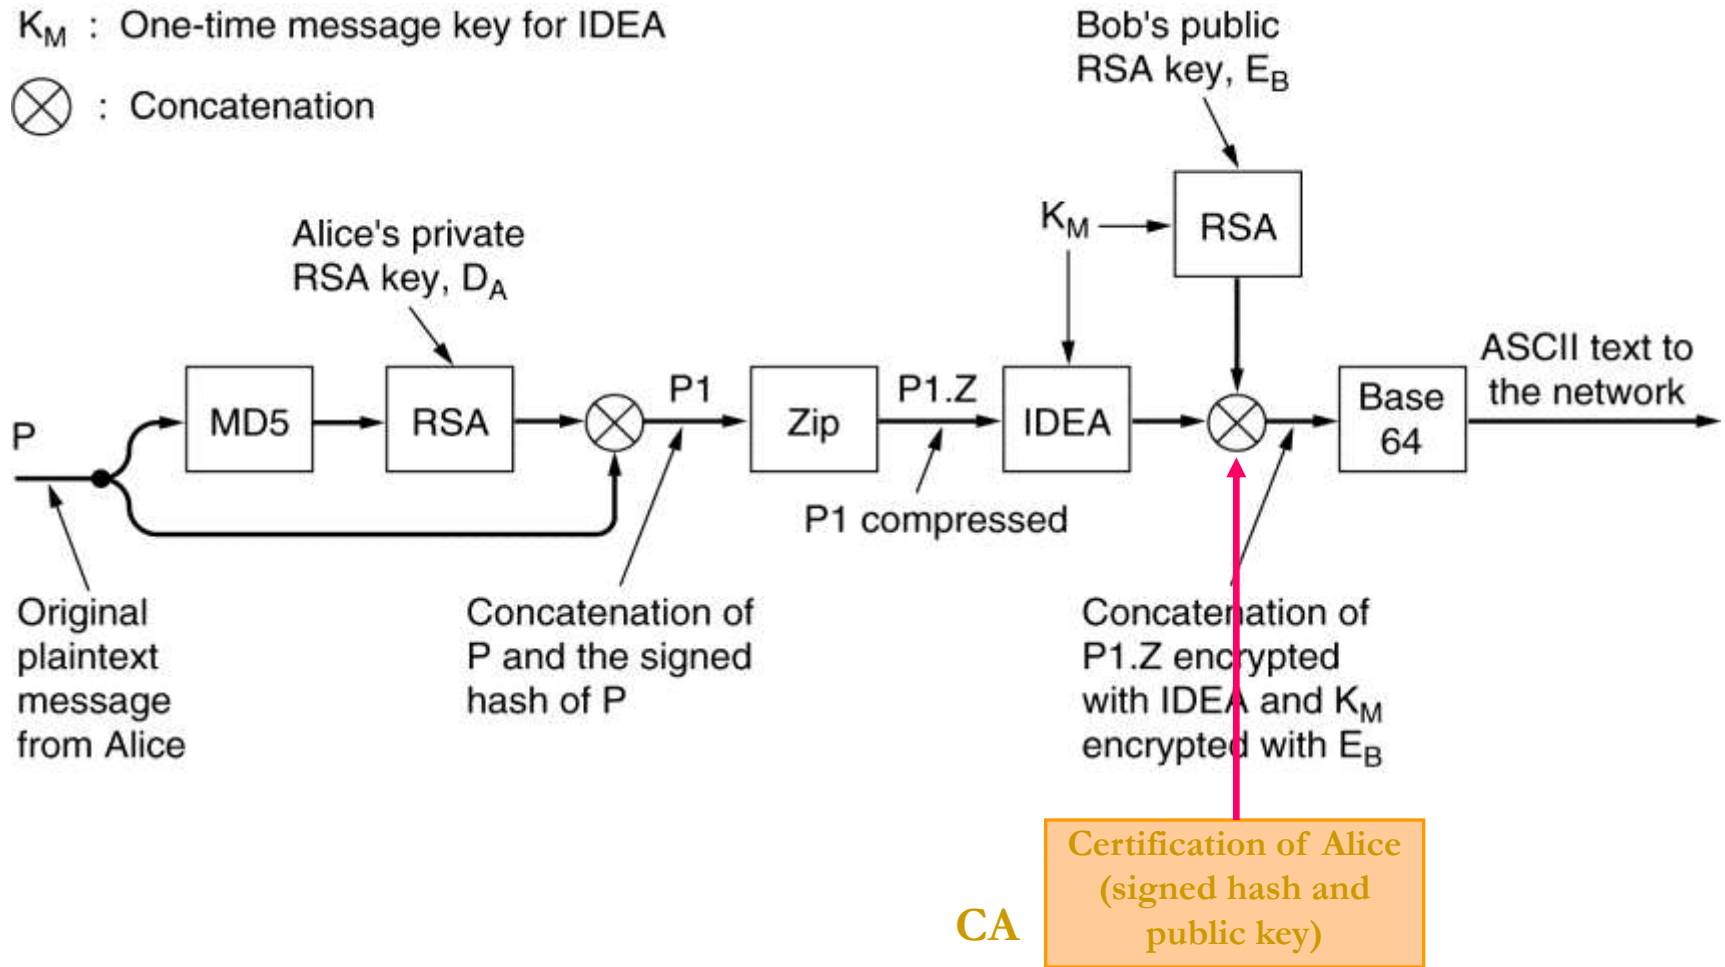 K_M : One-time message key for IDEA
: Concatenation
Bob's public
RSA key, E_B
Alice's private
RSA key, D_A
K_M
RSA
P
MD5
RSA
P1
Zip
P1.Z
IDEA
Base
64
ASCII text to
the network
P1 compressed
Original
plaintext
message
from Alice
Concatenation of
P and the signed
hash of P
Concatenation of
P1.Z encrypted
with IDEA and K_M
encrypted with E_B
CA
Certification of Alice
(signed hash and
public key)